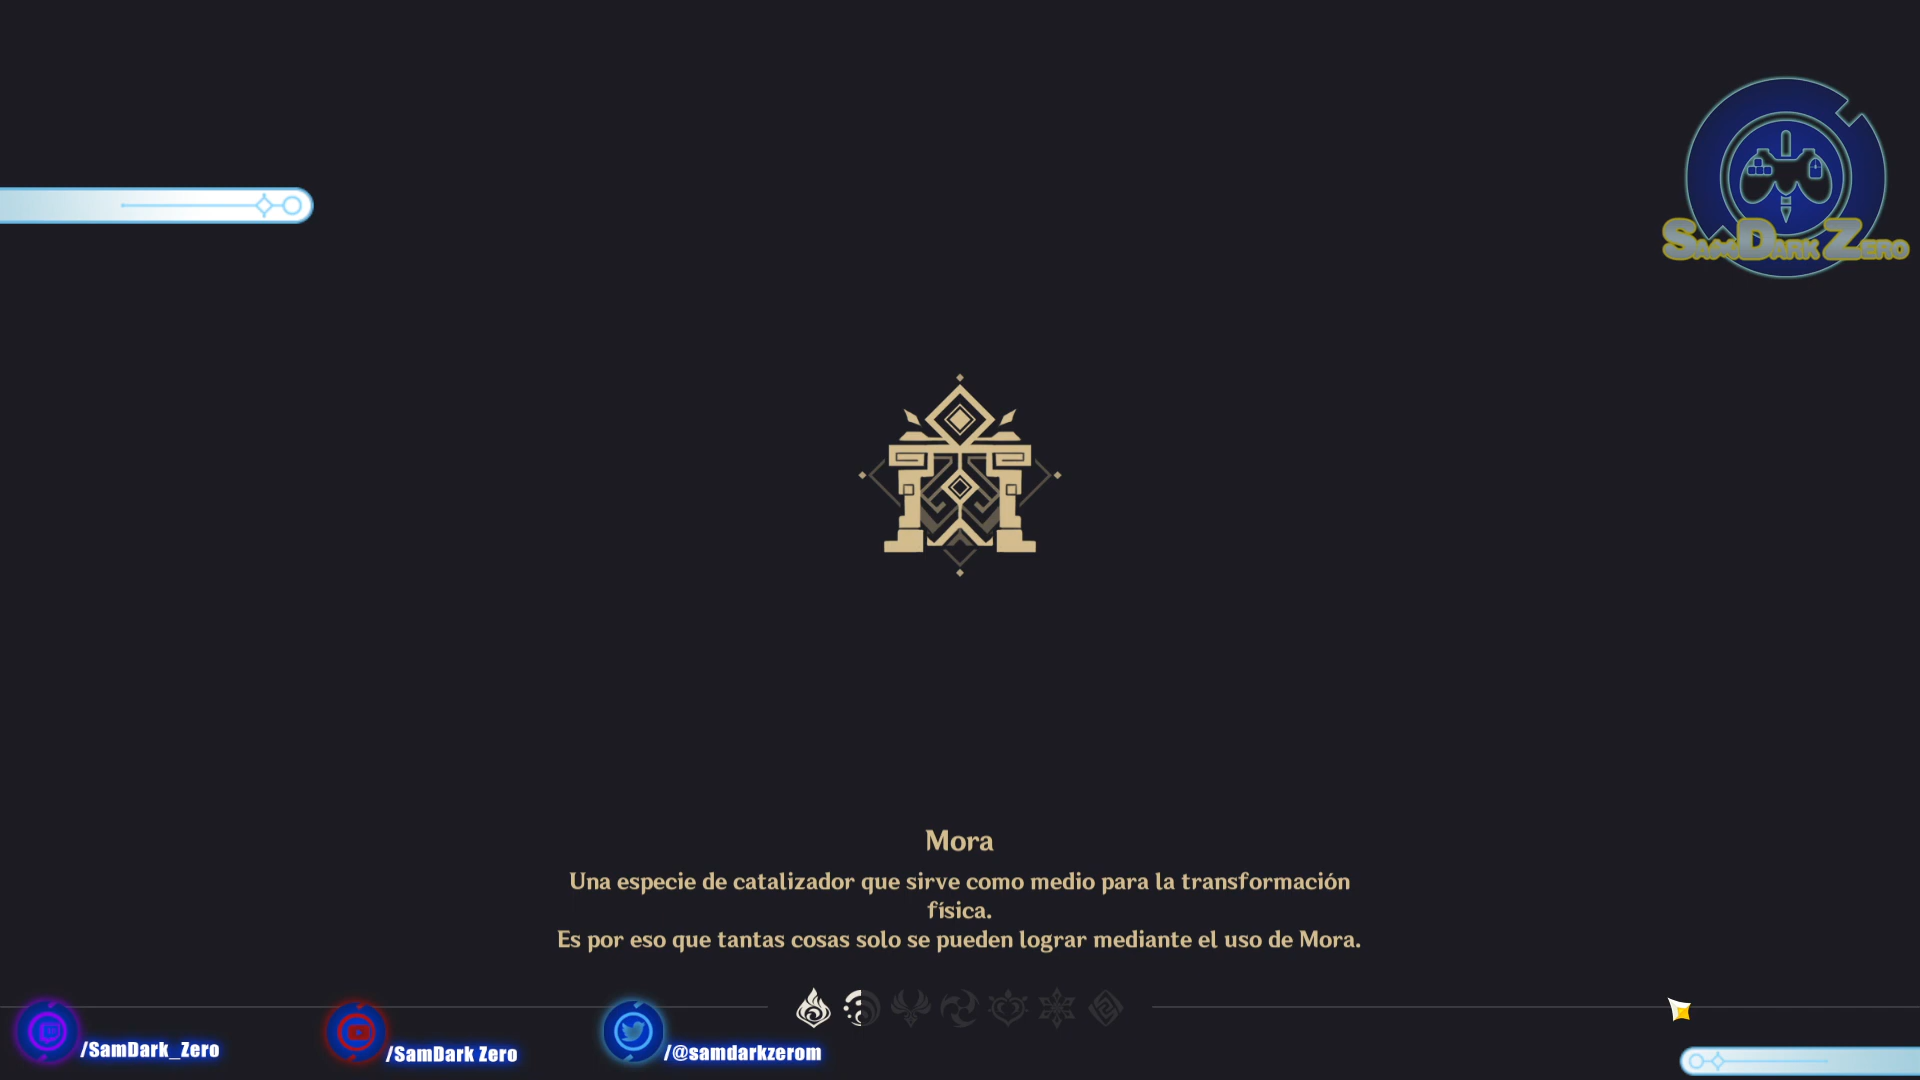 SamDark Zero
Mora
Una especie de catalizador que sirve como medio para la transformación
física.
Es por eso que tantas cosas solo se pueden lograr mediante el uso de Mora.
/SamDark_Zero
/SamDark Zero
/@samdarkzerom